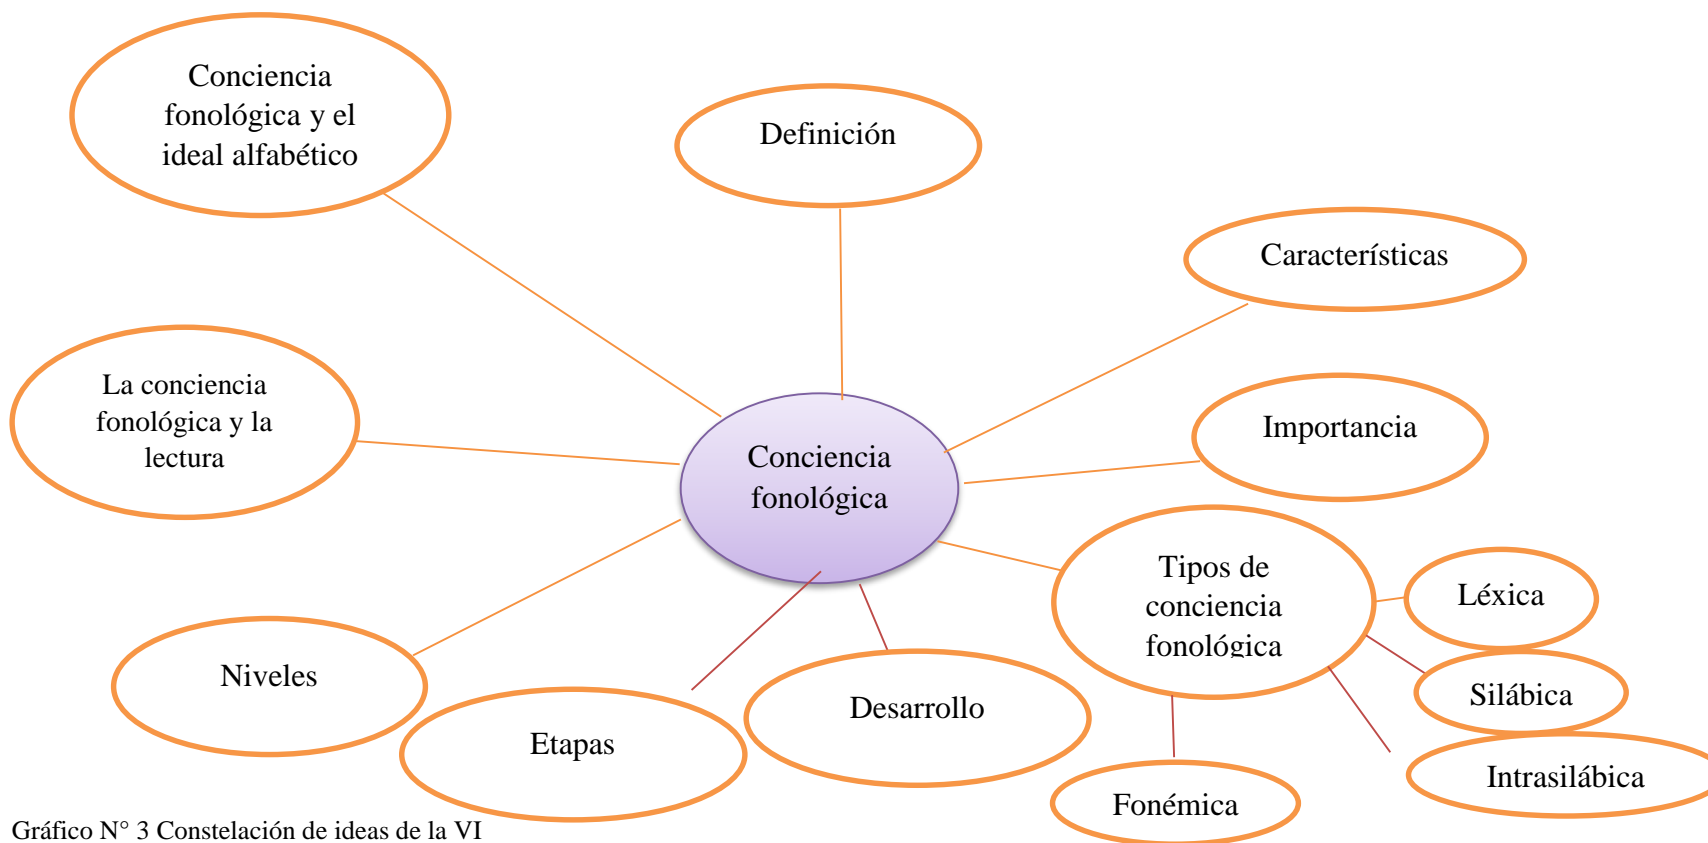 Conciencia
fonológica y el
ideal alfabético
Definición
Características
La conciencia
fonológica y la
lectura
Importancia
Conciencia
fonológica
Tipos de
conciencia
fonológica
Léxica
Silábica
Intrasilábica
Fonémica
Niveles
Etapas
Desarrollo
Gráfico N° 3 Constelación de ideas de la VI